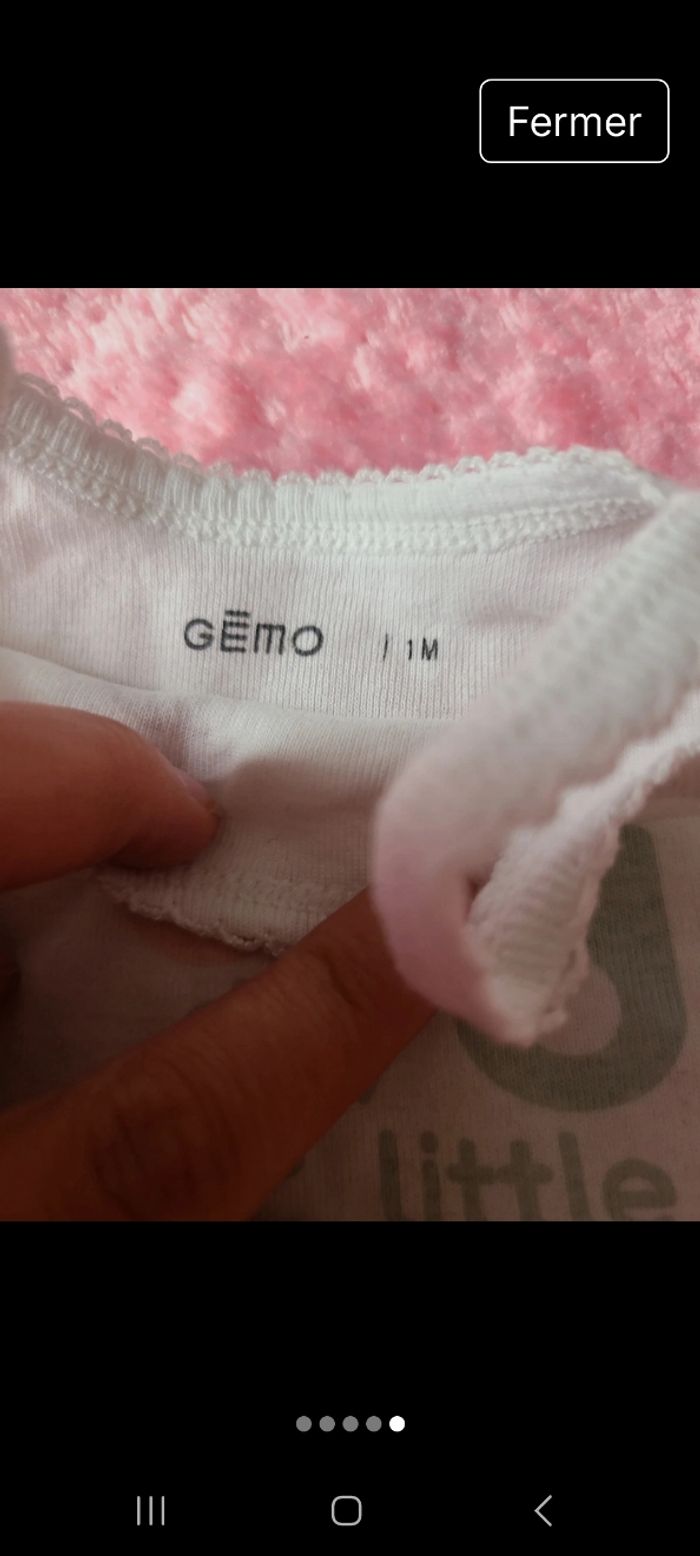 Fermer
GĒMO / 1M
little